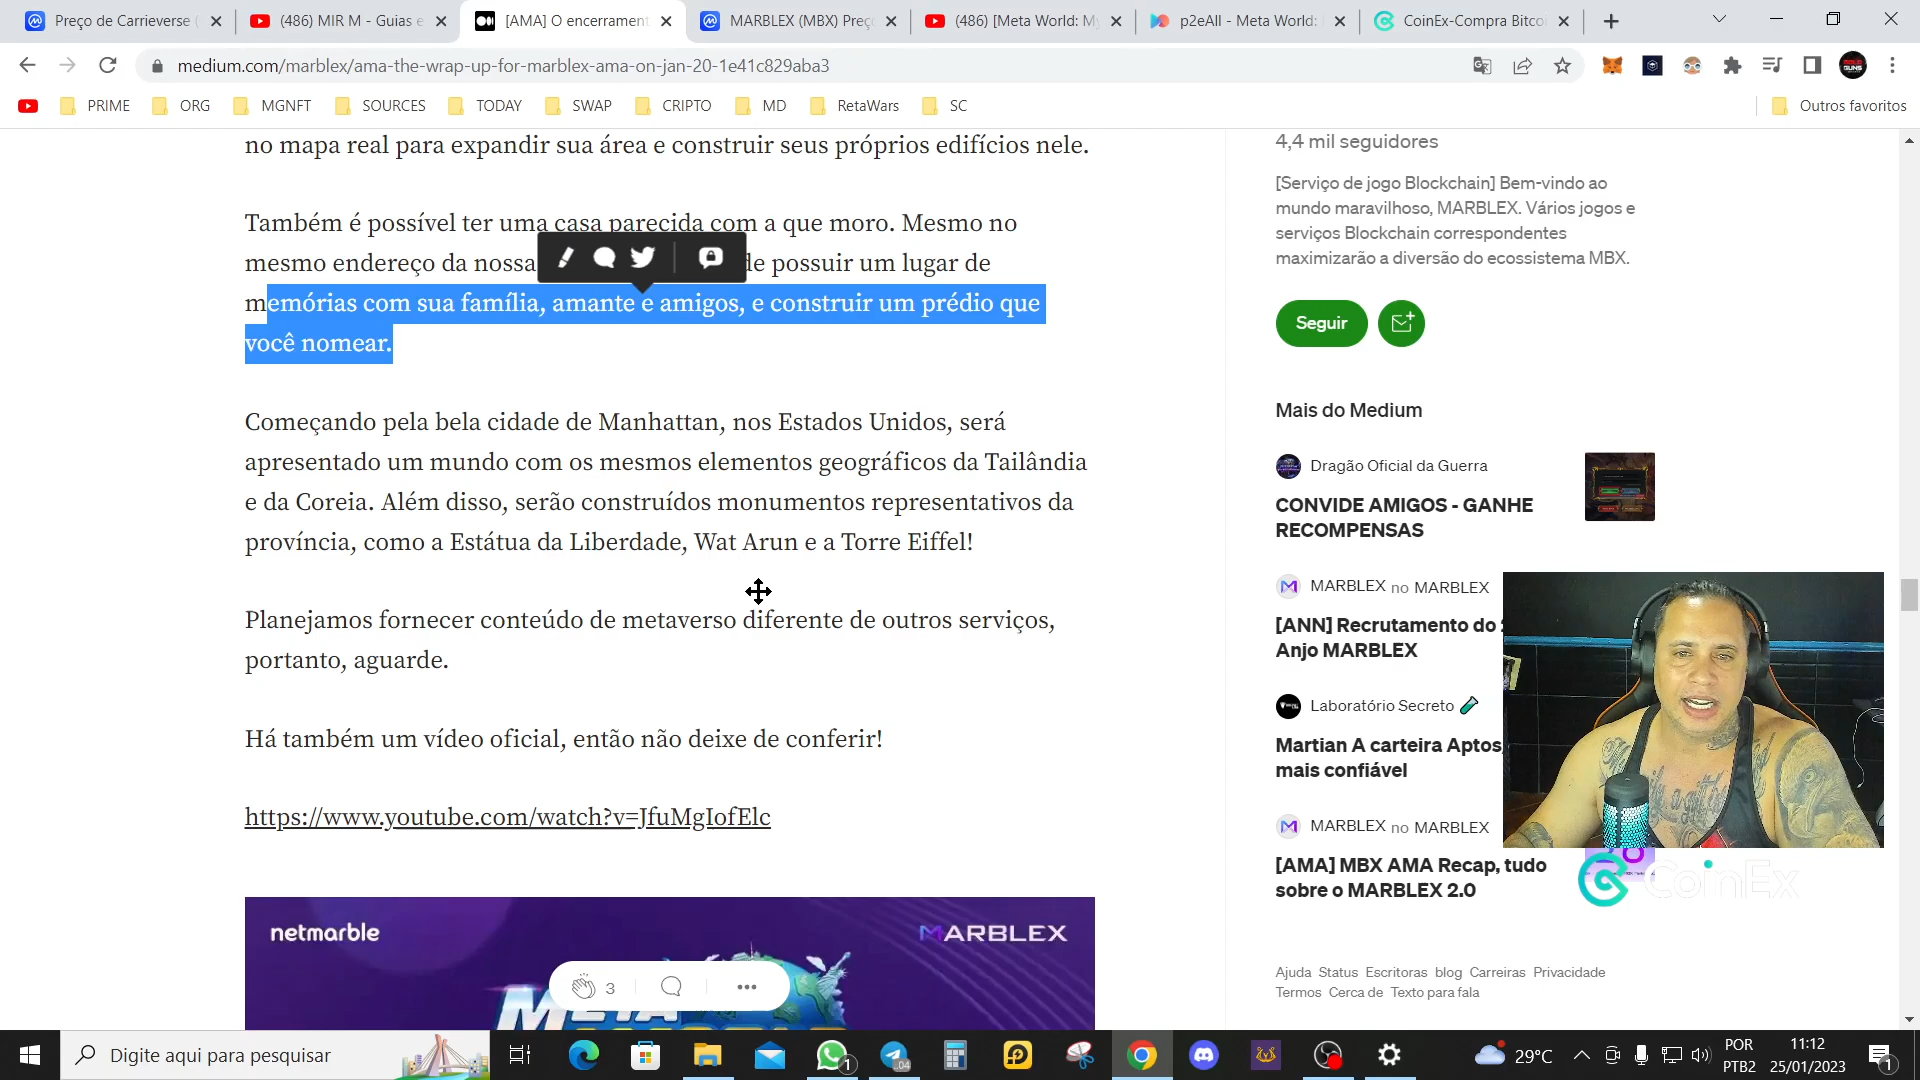 Preço de Carrieverse (
(486) MIR M - Guias e
[AMA] O encerrament
MARBLEX (MBX) Preç
(486) [Meta World: My
p2eAll - Meta World:
CoinEx-Compra Bitco
medium.com/marblex/ama-the-wrap-up-for-marblex-ama-on-jan-20-1e41c829aba3
PRIME
ORG
MGNFT
SOURCES
TODAY
SWAP
CRIPTO
MD
RetaWars
SC
Outros favoritos
no mapa real para expandir sua área e construir seus próprios edifícios nele.
Também é possível ter uma casa parecida com a que moro. Mesmo no
mesmo endereço da nossa de possuir um lugar de
memórias com sua família, amante e amigos, e construir um prédio que
você nomear.
Começando pela bela cidade de Manhattan, nos Estados Unidos, será
apresentado um mundo com os mesmos elementos geográficos da Tailândia
e da Coreia. Além disso, serão construídos monumentos representativos da
província, como a Estátua da Liberdade, Wat Arun e a Torre Eiffel!
Planejamos fornecer conteúdo de metaverso diferente de outros serviços,
portanto, aguarde.
Há também um vídeo oficial, então não deixe de conferir!
https://www.youtube.com/watch?v=JfuMgIofElc
netmarble
MARBLEX
META
3
4,4 mil seguidores
[Serviço de jogo Blockchain] Bem-vindo ao
mundo maravilhoso, MARBLEX. Vários jogos e
serviços Blockchain correspondentes
maximizarão a diversão do ecossistema MBX.
Seguir
Mais do Medium
Dragão Oficial da Guerra
CONVIDE AMIGOS - GANHE
RECOMPENSAS
MARBLEX no MARBLEX
[ANN] Recrutamento do
Anjo MARBLEX
Laboratório Secreto
Martian A carteira Aptos,
mais confiável
MARBLEX no MARBLEX
[AMA] MBX AMA Recap, tudo
sobre o MARBLEX 2.0
CoinEx
Ajuda Status Escritoras blog Carreiras Privacidade
Termos Cerca de Texto para fala
Digite aqui para pesquisar
1
.04
29°C
POR
PTB2
11:12
25/01/2023
1